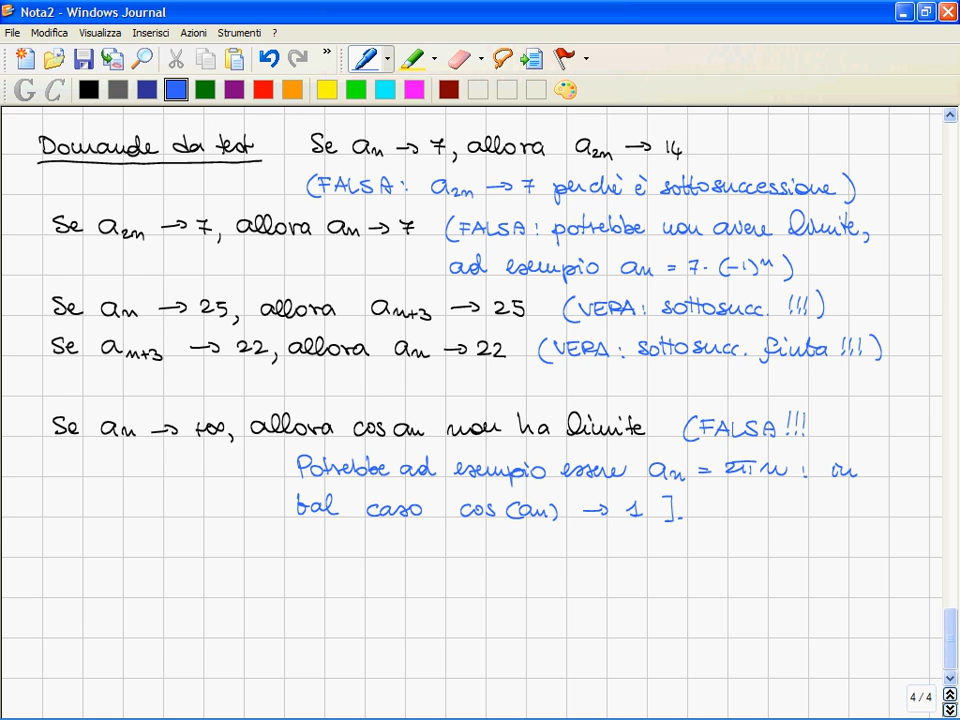 Nota2 - Windows Journal
File Modifica Visualizza Inserisci Azioni Strumenti ?
G C
Domande da test Se an → 7, allora a2n → 14
(FALSA: a2n → 7 perchè è sottosuccessione)
Se a2n → 7, allora an → 7 (FALSA: potrebbe non avere limite,
ad esempio an = 7·(-1)^n)
Se an → 25, allora an+3 → 25 (VERA: sottosucc. !!!)
Se an+3 → 22, allora an → 22 (VERA: sottosucc. finta !!!)
Se an → +∞, allora cos an non ha limite (FALSA!!!
Potrebbe ad esempio essere an = 2πn: in
tal caso cos(an) → 1 ].
4 / 4